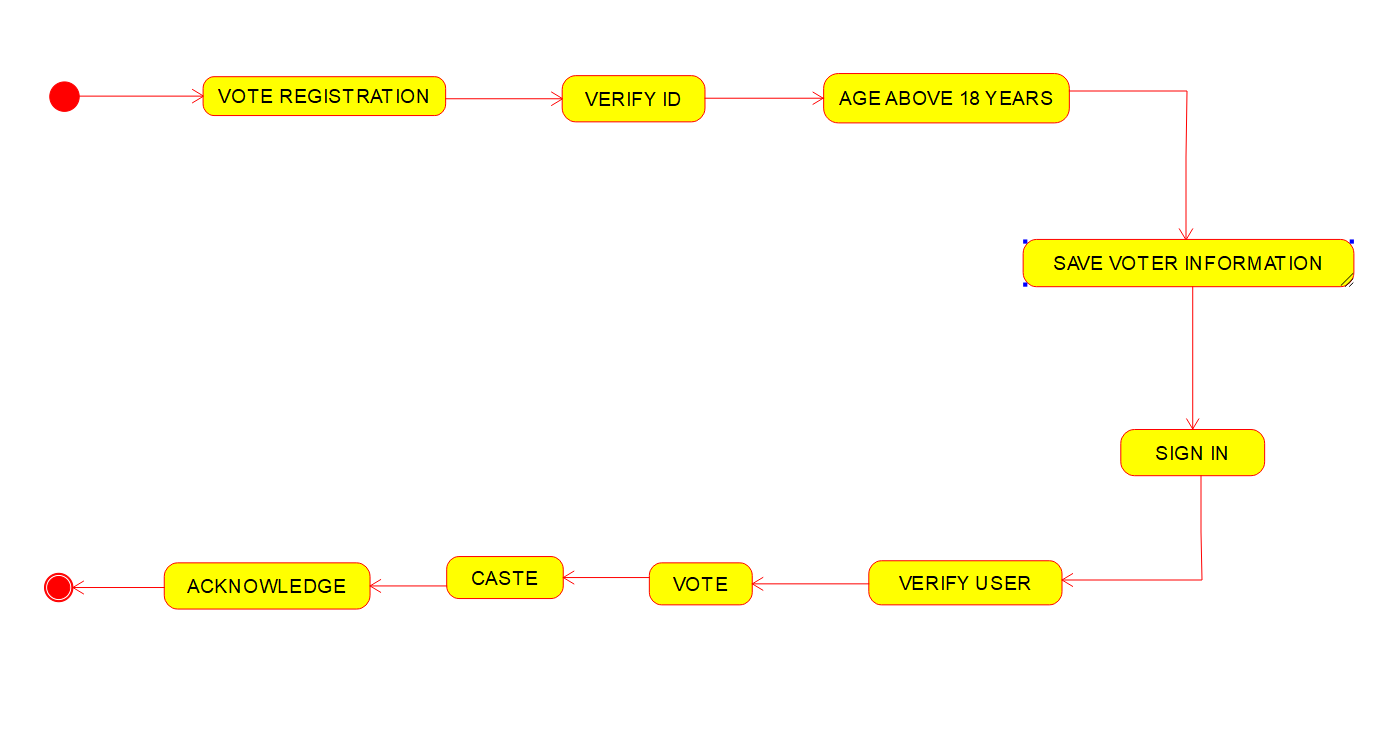 VOTE REGISTRATION
VERIFY ID
AGE ABOVE 18 YEARS
SAVE VOTER INFORMATION
SIGN IN
VERIFY USER
VOTE
CASTE
ACKNOWLEDGE